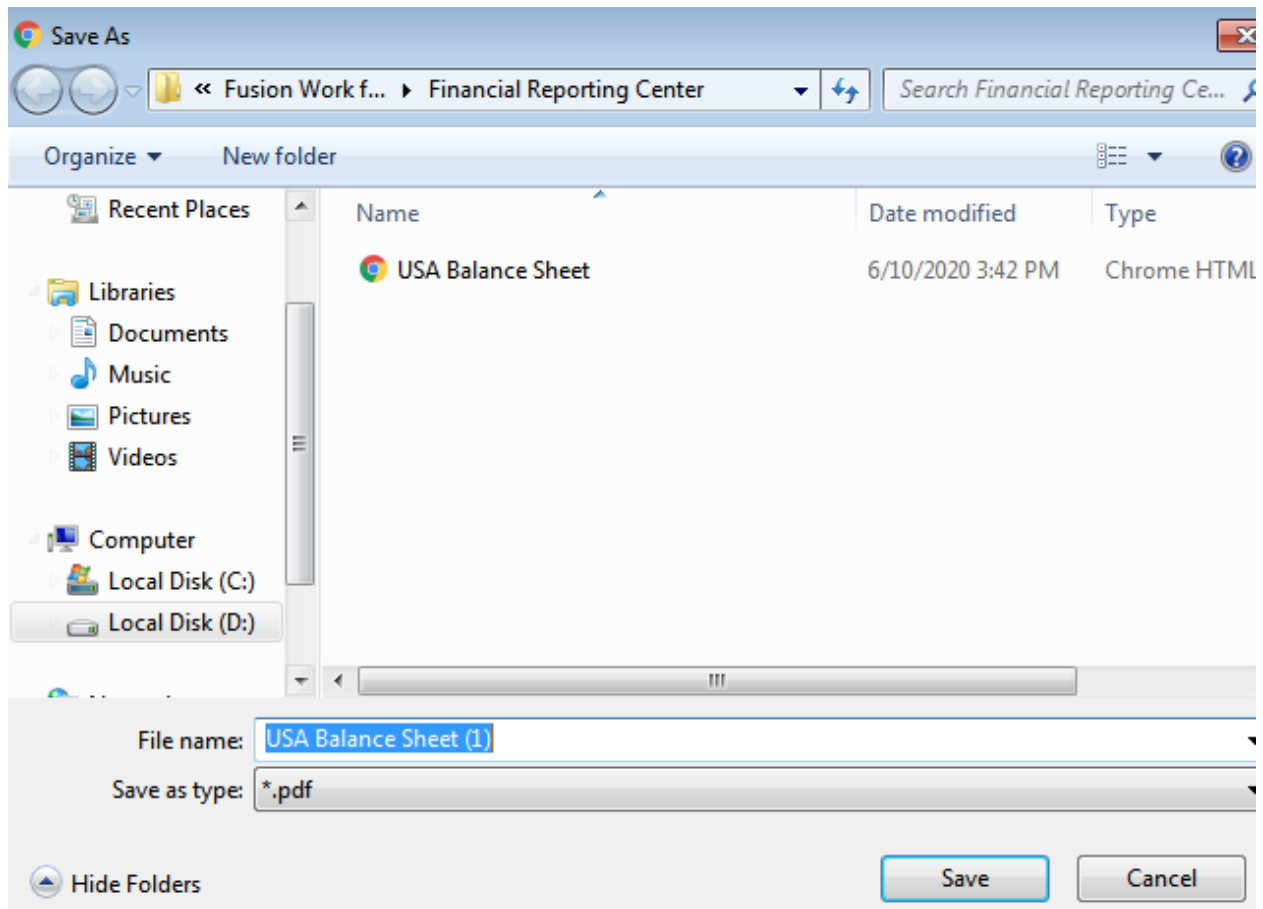 Save As
« Fusion Work f... ▸ Financial Reporting Center
Search Financial Reporting Ce...
Organize New folder
Name Date modified Type
Recent Places
USA Balance Sheet 6/10/2020 3:42 PM Chrome HTML
Libraries
Documents
Music
Pictures
Videos
Computer
Local Disk (C:)
Local Disk (D:)
File name: USA Balance Sheet (1)
Save as type: *.pdf
Hide Folders Save Cancel